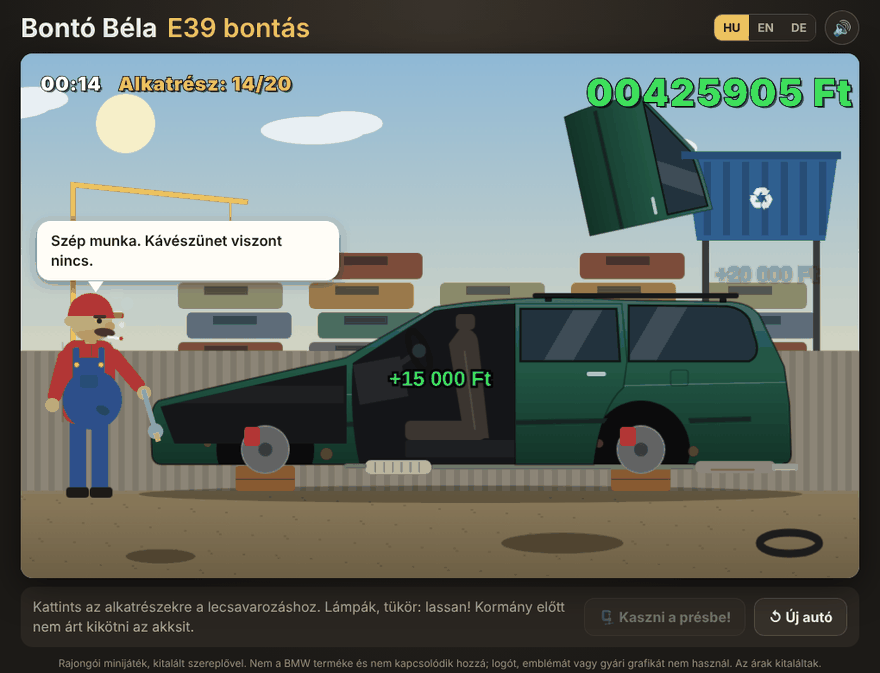 Bontó Béla E39 bontás
HU EN DE
00:14 Alkatrész: 14/20
00425905 Ft
Szép munka. Kávészünet viszont
nincs.
+20 000 Ft
+15 000 Ft
Kattints az alkatrészekre a lecsavarozáshoz. Lámpák, tükör: lassan! Kormány előtt
nem árt kikötni az akksit.
Kaszni a présbe!
Új autó
Rajongói minijáték, kitalált szereplővel. Nem a BMW terméke és nem kapcsolódik hozzá; logót, emblémát vagy gyári grafikát nem használ. Az árak kitaláltak.